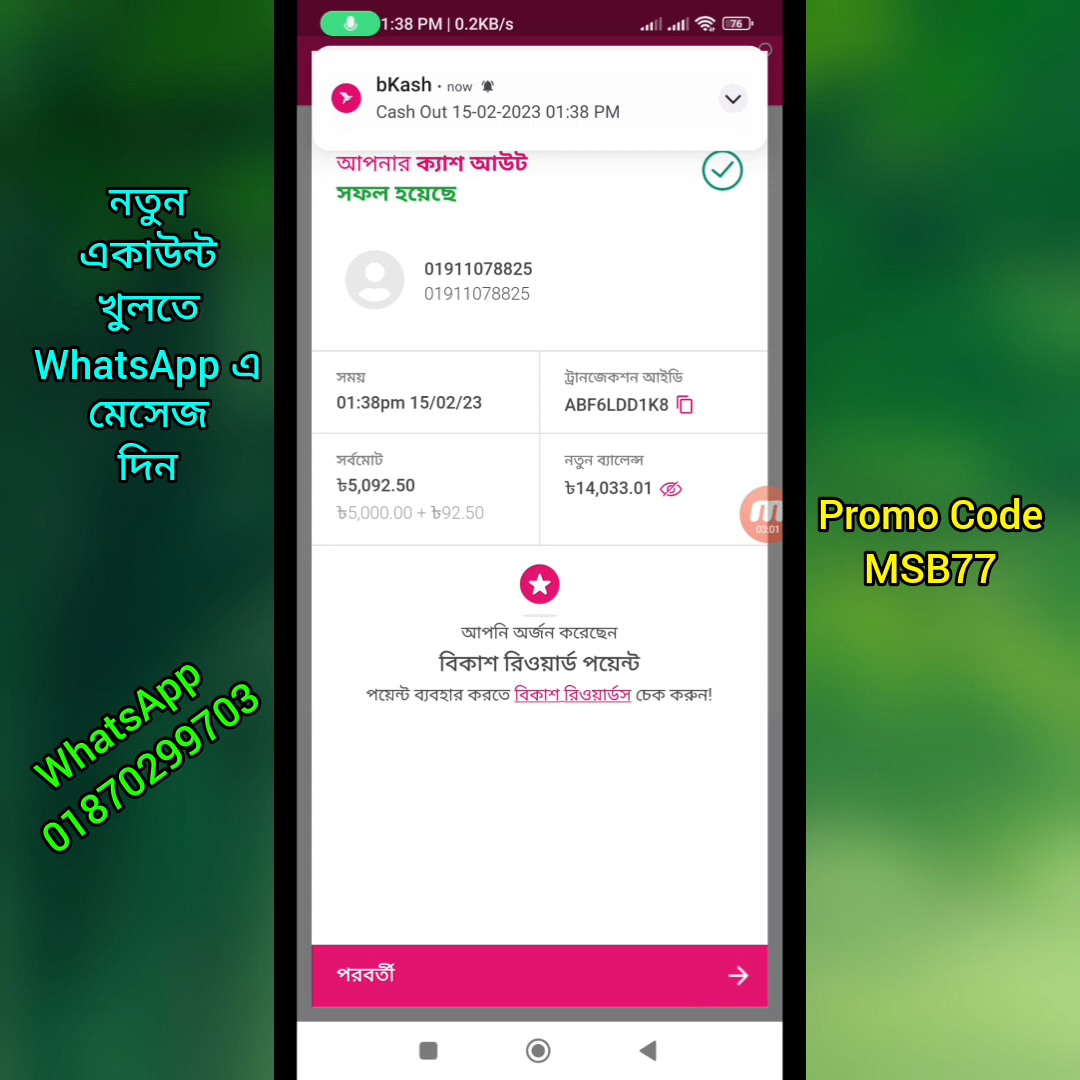 1:38 PM | 0.2KB/s
76
bKash · now
Cash Out 15-02-2023 01:38 PM
আপনার ক্যাশ আউট
সফল হয়েছে
01911078825
01911078825
সময়
01:38pm 15/02/23
ট্রানজেকশন আইডি
ABF6LDD1K8
সর্বমোট
৳5,092.50
৳5,000.00 + ৳92.50
নতুন ব্যালেন্স
৳14,033.01
03:01
আপনি অর্জন করেছেন
বিকাশ রিওয়ার্ড পয়েন্ট
পয়েন্ট ব্যবহার করতে বিকাশ রিওয়ার্ডস চেক করুন!
পরবর্তী
নতুন
একাউন্ট
খুলতে
WhatsApp এ
মেসেজ
দিন
WhatsApp
01870299703
Promo Code
MSB77